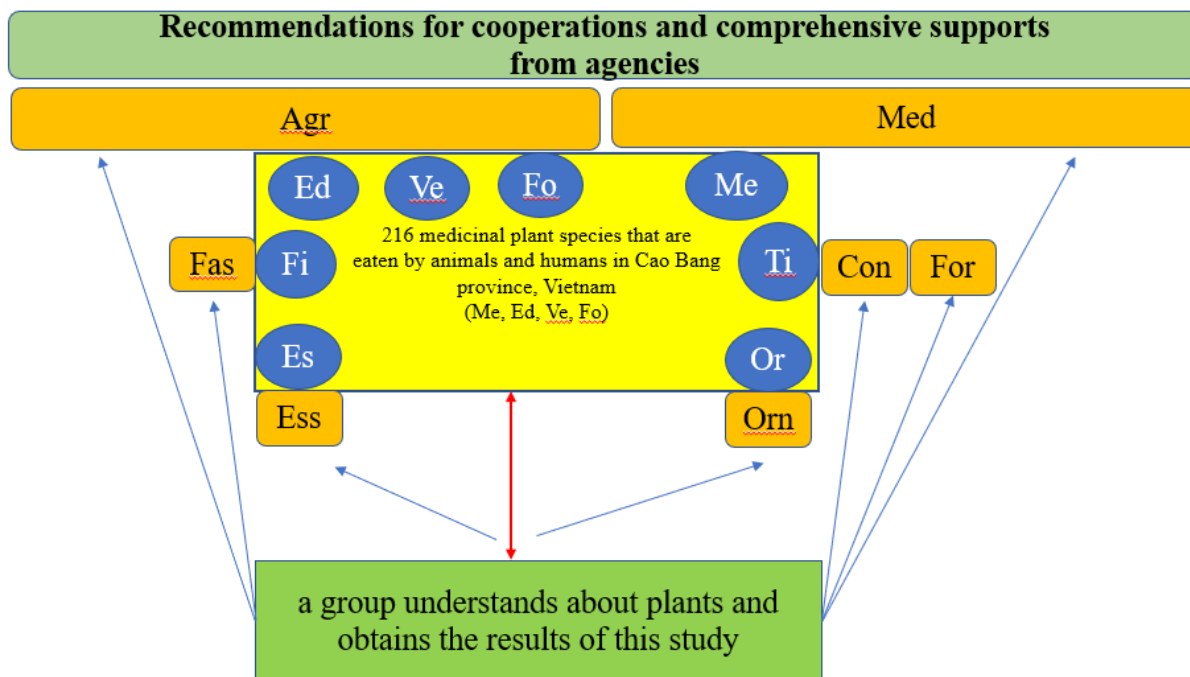 Recommendations for cooperations and comprehensive supports
from agencies
Agr
Med
Ed
Ve
Fo
Me
216 medicinal plant species that are
eaten by animals and humans in Cao Bang
province, Vietnam
(Me, Ed, Ve, Fo)
Fas
Fi
Ti
Con
For
Es
Or
Ess
Orn
a group understands about plants and
obtains the results of this study